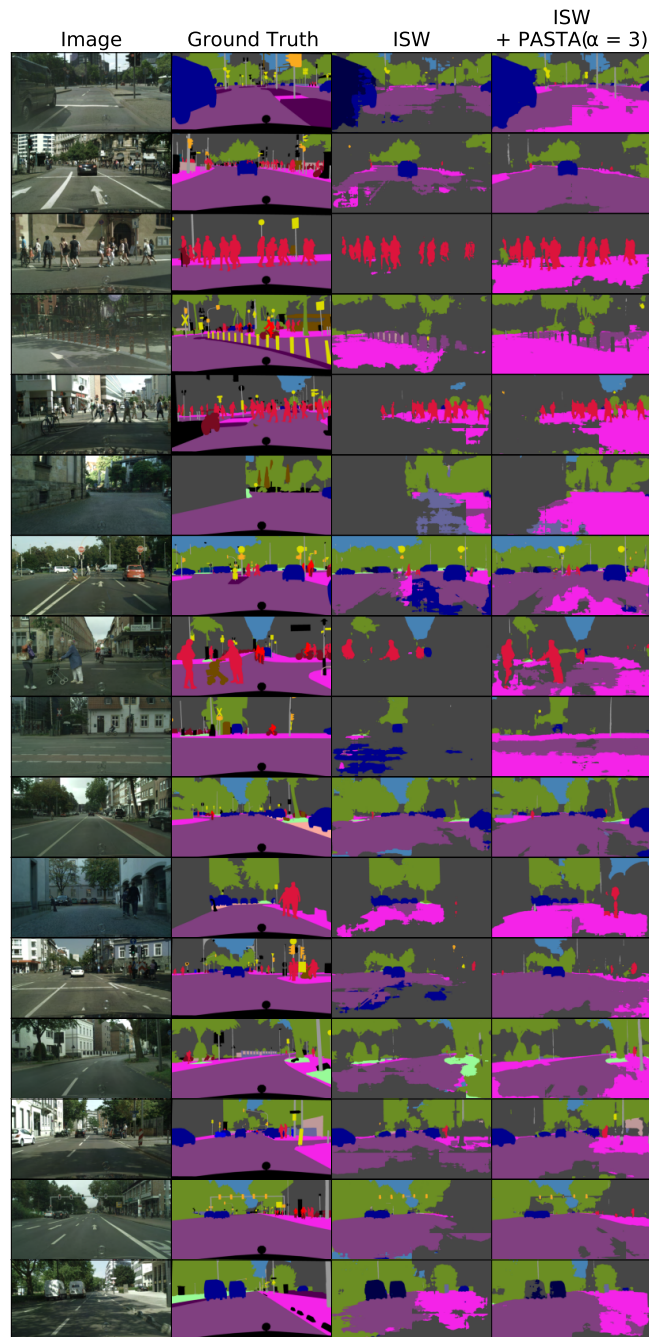 Image
Ground Truth
ISW
ISW
+ PASTA(α = 3)